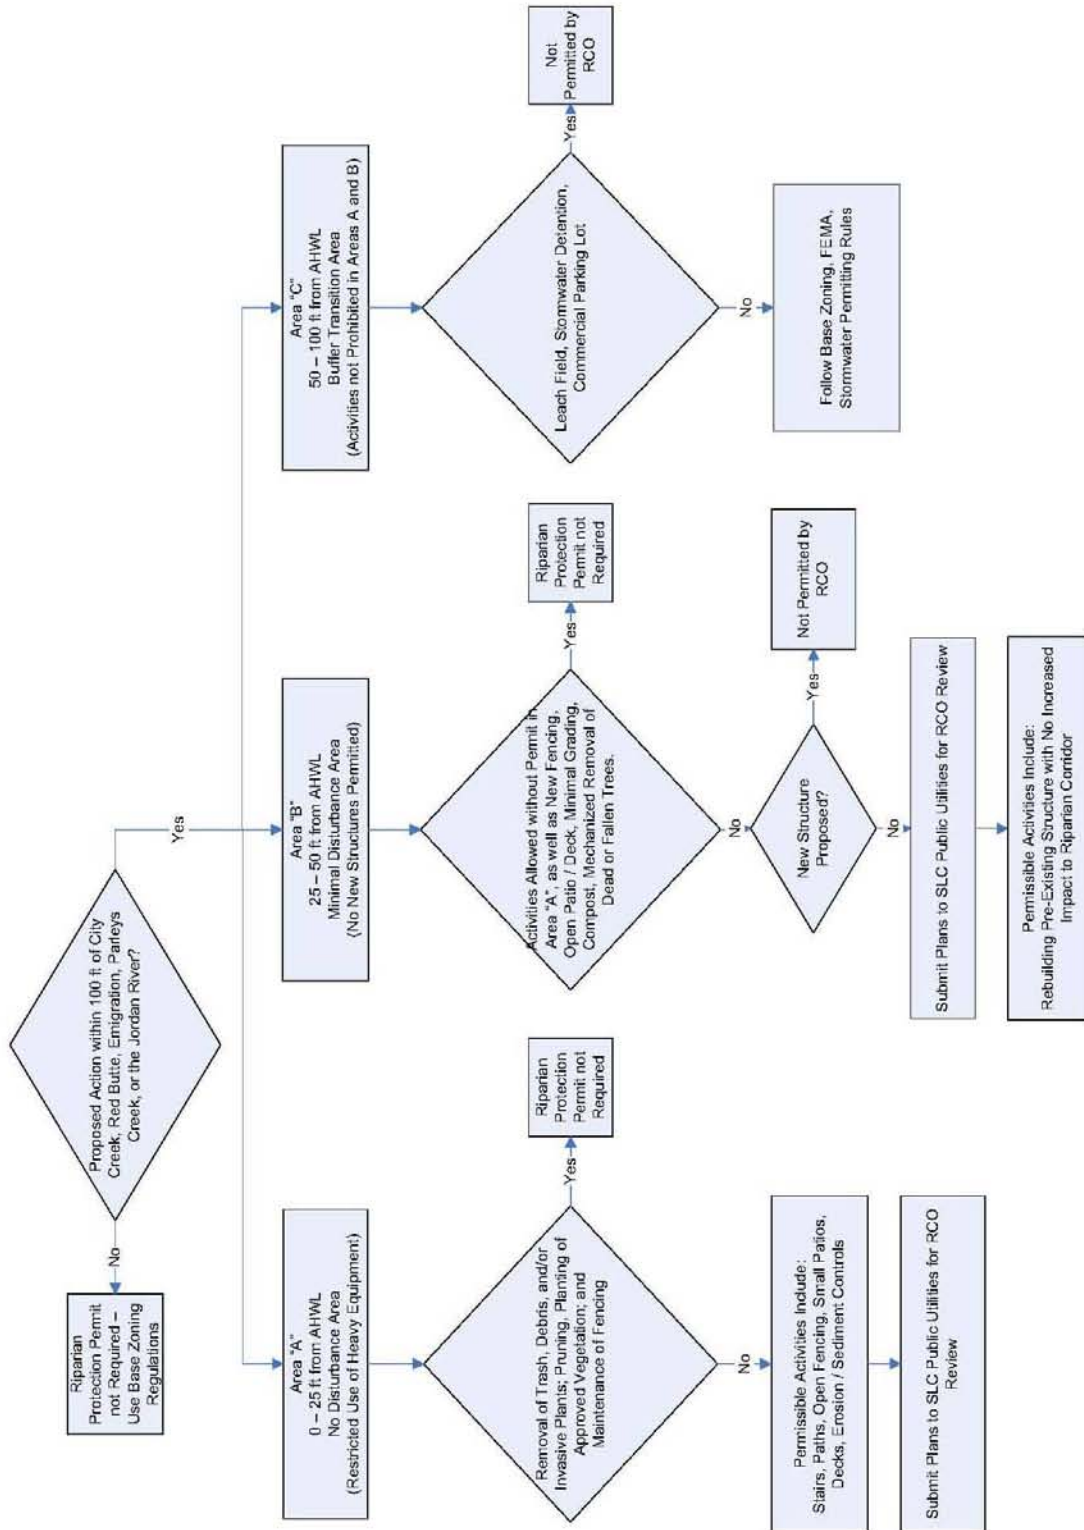 Proposed Action within 100 ft of City
Creek, Red Butte, Emigration, Parleys
Creek, or the Jordan River?
No
Riparian
Protection Permit
not Required –
Use Base Zoning
Regulations
Yes
Area "A"
0 – 25 ft from AHWL
No Disturbance Area
(Restricted Use of Heavy Equipment)
Removal of Trash, Debris, and/or
Invasive Plants; Pruning, Planting of
Approved Vegetation; and
Maintenance of Fencing
Yes
Riparian
Protection
Permit not
Required
No
Permissible Activities Include:
Stairs, Paths, Open Fencing, Small Patios,
Decks, Erosion / Sediment Controls
Submit Plans to SLC Public Utilities for RCO
Review
Area "B"
25 – 50 ft from AHWL
Minimal Disturbance Area
(No New Structures Permitted)
Activities Allowed without Permit in
Area "A", as well as New Fencing,
Open Patio / Deck, Minimal Grading,
Compost, Mechanized Removal of
Dead or Fallen Trees.
Yes
Riparian
Protection
Permit not
Required
No
New Structure
Proposed?
Yes
Not Permitted by
RCO
No
Submit Plans to SLC Public Utilities for RCO Review
Permissible Activities Include:
Rebuilding Pre-Existing Structure with No Increased
Impact to Riparian Corridor
Area "C"
50 – 100 ft from AHWL
Buffer Transition Area
(Activities not Prohibited in Areas A and B)
Leach Field, Stormwater Detention,
Commercial Parking Lot
Yes
Not
Permitted by
RCO
No
Follow Base Zoning, FEMA,
Stormwater Permitting Rules